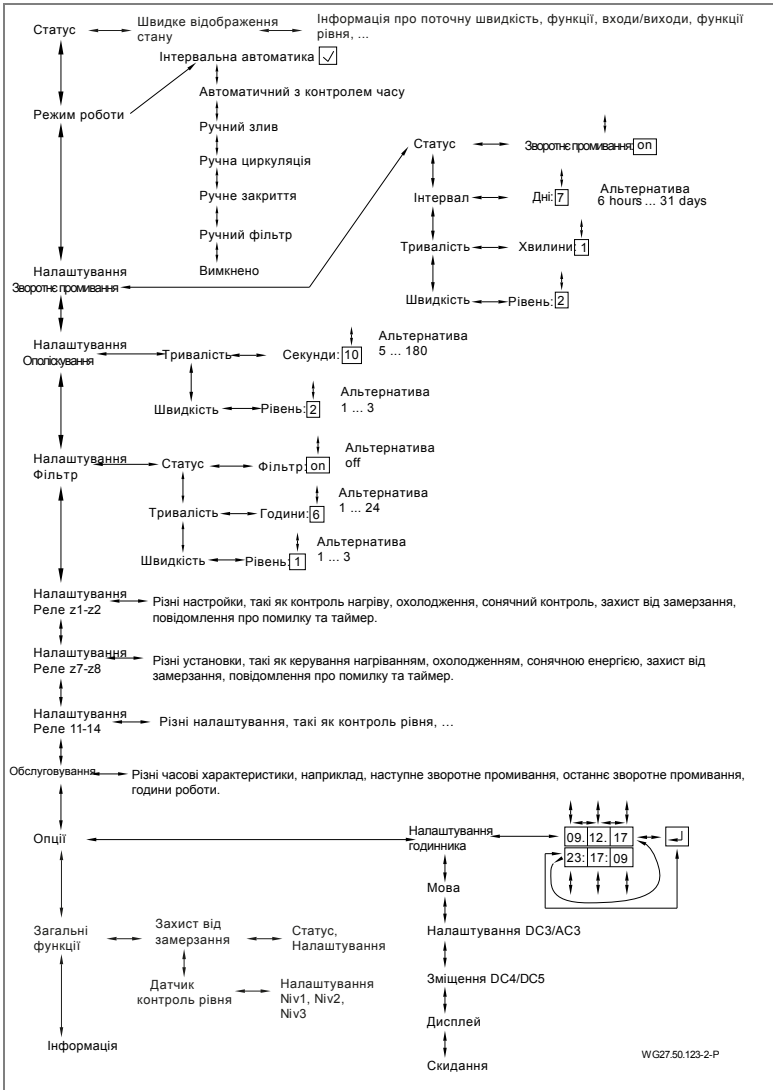 Статус
Швидке відображення
стану
Інформація про поточну швидкість, функції, входи/виходи, функції
рівня, ...
Режим роботи
Інтервальна автоматика
Автоматичний з контролем часу
Ручний злив
Ручна циркуляція
Ручне закриття
Ручний фільтр
Вимкнено
Налаштування
Зворотнє промивання
Статус
Зворотнє промивання: on
Інтервал
Дні: 7
Альтернатива
6 hours ... 31 days
Тривалість
Хвилини: 1
Швидкість
Рівень: 2
Налаштування
Ополіскування
Тривалість
Секунди: 10
Альтернатива
5 ... 180
Швидкість
Рівень: 2
Альтернатива
1 ... 3
Налаштування
Фільтр
Статус
Фільтр: on
Альтернатива
off
Тривалість
Години: 6
Альтернатива
1 ... 24
Швидкість
Рівень: 1
Альтернатива
1 ... 3
Налаштування
Реле z1-z2
Різні настройки, такі як контроль нагріву, охолодження, сонячний контроль, захист від замерзання,
повідомлення про помилку та таймер.
Налаштування
Реле z7-z8
Різні установки, такі як керування нагріванням, охолодженням, сонячною енергією, захист від
замерзання, повідомлення про помилку та таймер.
Налаштування
Реле 11-14
Різні налаштування, такі як контроль рівня, ...
Обслуговування
Різні часові характеристики, наприклад, наступне зворотне промивання, останнє зворотне промивання,
години роботи.
Опції
Налаштування
годинника
09. 12. 17
23: 17: 09
Мова
Налаштування DC3/AC3
Зміщення DC4/DC5
Дисплей
Скидання
Загальні
функції
Захист від
замерзання
Статус,
Налаштування
Датчик
контроль рівня
Налаштування
Niv1, Niv2,
Niv3
Інформація
WG27.50.123-2-P